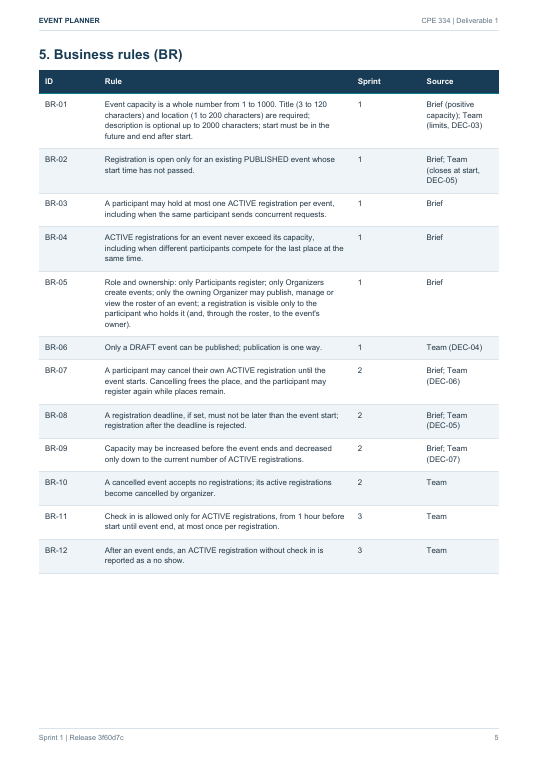 EVENT PLANNER
CPE 334 | Deliverable 1
5. Business rules (BR)
ID Rule Sprint Source
BR-01 Event capacity is a whole number from 1 to 1000. Title (3 to 120 1 Brief (positive
characters) and location (1 to 200 characters) are required; capacity); Team
description is optional up to 2000 characters; start must be in the (limits, DEC-03)
future and end after start.
BR-02 Registration is open only for an existing PUBLISHED event whose 1 Brief; Team
start time has not passed. (closes at start,
DEC-05)
BR-03 A participant may hold at most one ACTIVE registration per event, 1 Brief
including when the same participant sends concurrent requests.
BR-04 ACTIVE registrations for an event never exceed its capacity, 1 Brief
including when different participants compete for the last place at the
same time.
BR-05 Role and ownership: only Participants register; only Organizers 1 Brief
create events; only the owning Organizer may publish, manage or
view the roster of an event; a registration is visible only to the
participant who holds it (and, through the roster, to the event's
owner).
BR-06 Only a DRAFT event can be published; publication is one way. 1 Team (DEC-04)
BR-07 A participant may cancel their own ACTIVE registration until the 2 Brief; Team
event starts. Cancelling frees the place, and the participant may (DEC-06)
register again while places remain.
BR-08 A registration deadline, if set, must not be later than the event start; 2 Brief; Team
registration after the deadline is rejected. (DEC-05)
BR-09 Capacity may be increased before the event ends and decreased 2 Brief; Team
only down to the current number of ACTIVE registrations. (DEC-07)
BR-10 A cancelled event accepts no registrations; its active registrations 2 Team
become cancelled by organizer.
BR-11 Check in is allowed only for ACTIVE registrations, from 1 hour before 3 Team
start until event end, at most once per registration.
BR-12 After an event ends, an ACTIVE registration without check in is 3 Team
reported as a no show.
Sprint 1 | Release 3f60d7c
5